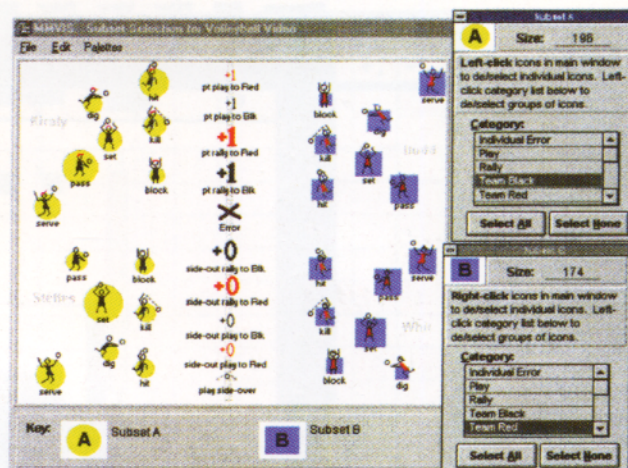 MMVIS: Subset Selection for Volleyball Video
File Edit Palettes
hit
dig
Kiraly
set
kill
pass
block
serve
+1
pt play to Red
+1
pt play to Blk
+1
pt rally to Red
+1
pt rally to Blk
Error
serve
block
dig
kill
set
hit
pass
pass
block
Steffes
set
kill
dig
hit
serve
+0
side-out rally to Blk
+0
side-out rally to Red
+0
side-out play to Blk
+0
side-out play to Red
play side-over
hit
serve
pass
kill
set
block
dig
Key:
A
Subset A
B
Subset B
Subset A
A
Size: 196
Left-click icons in main window
to de/select individual icons. Left-
click category list below to
de/select groups of icons.
Category:
Individual Error
Play
Rally
Team Black
Team Red
Select All Select None
B
Size: 174
Right-click icons in main window
to de/select individual icons. Left-
click category list below to
de/select groups of icons.
Category:
Individual Error
Play
Rally
Team Black
Team Red
Select All Select None